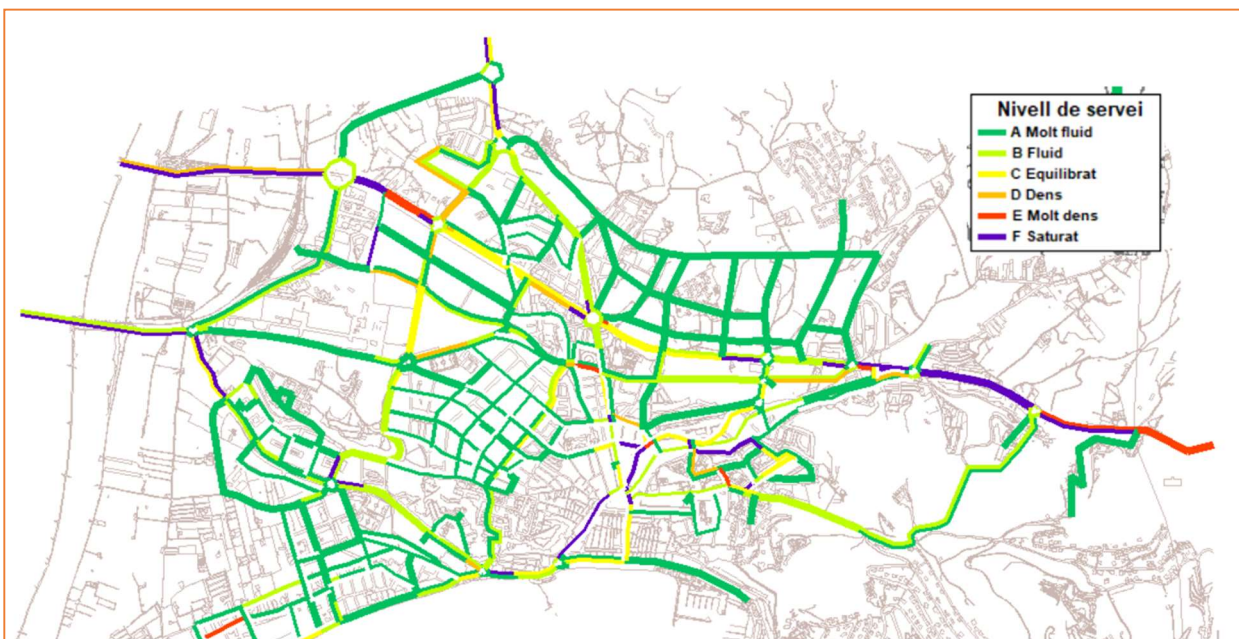 Nivell de servei
A Molt fluid
B Fluid
C Equilibrat
D Dens
E Molt dens
F Saturat